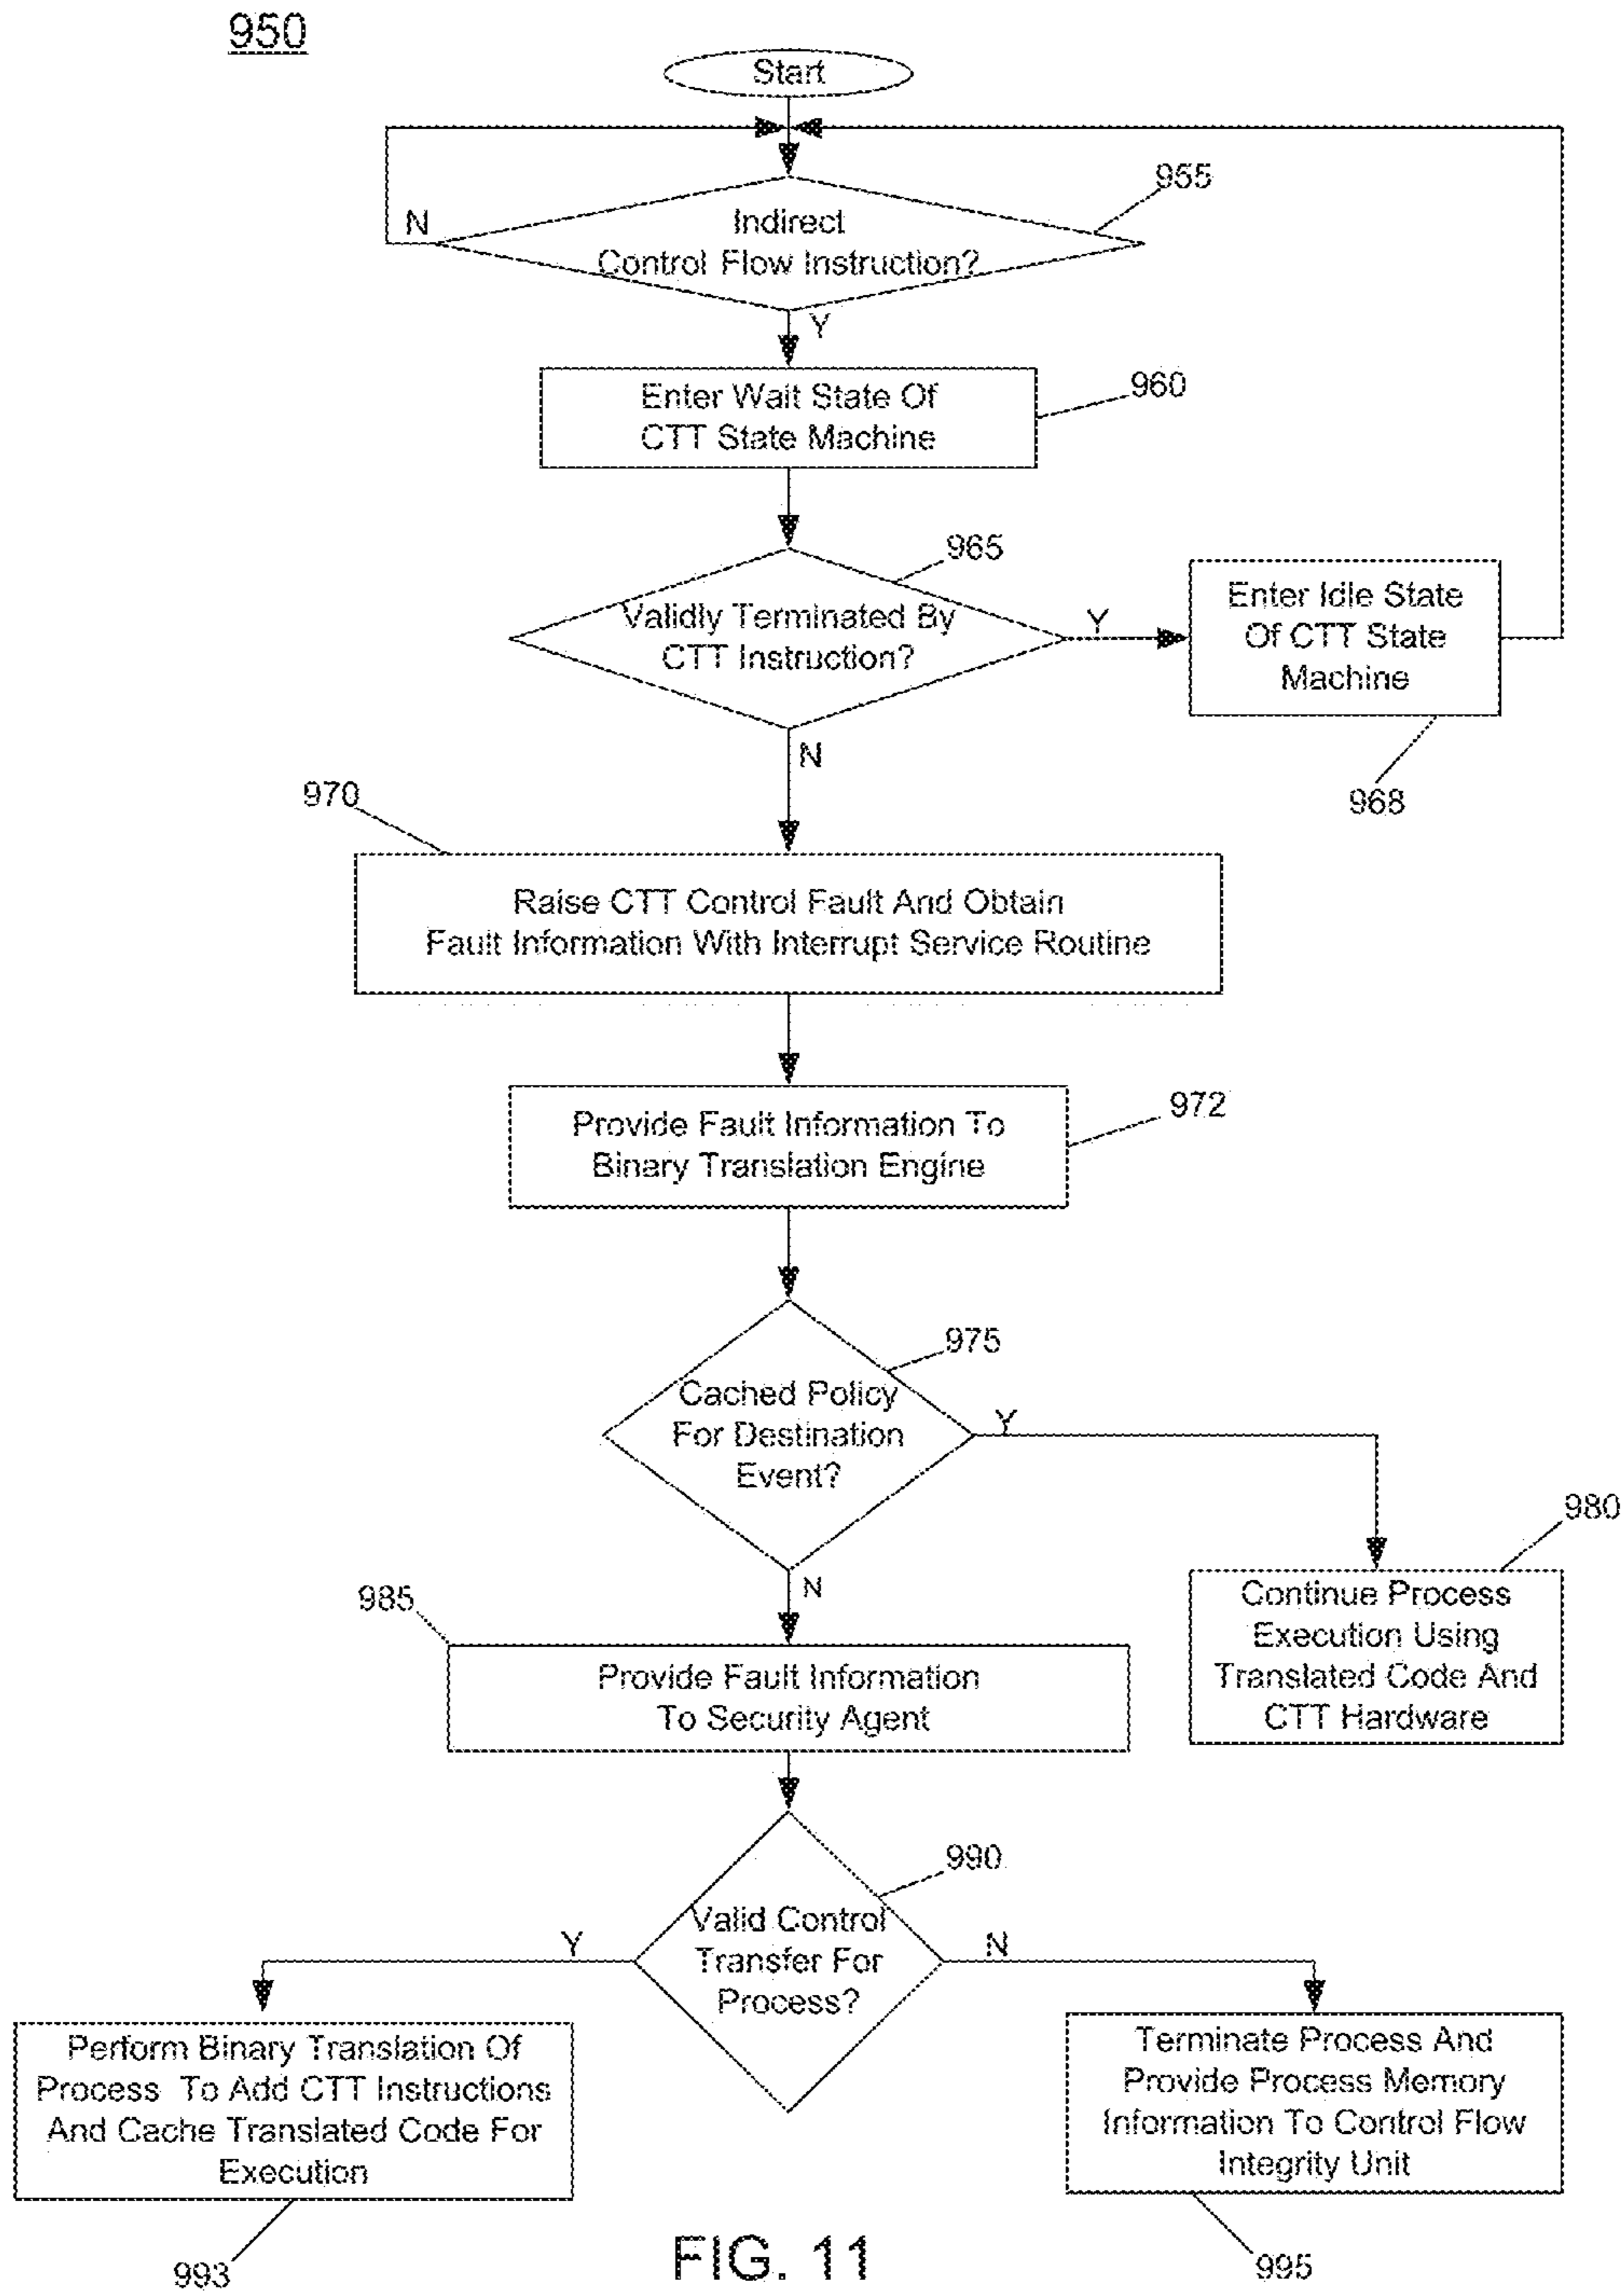 950
Start
955
Indirect
Control Flow Instruction?
N
Y
Enter Wait State Of
CTT State Machine
960
965
Validly Terminated By
CTT Instruction?
Y
Enter Idle State
Of CTT State
Machine
968
N
970
Raise CTT Control Fault And Obtain
Fault Information With Interrupt Service Routine
Provide Fault Information To
Binary Translation Engine
972
975
Cached Policy
For Destination
Event?
Y
980
Continue Process
Execution Using
Translated Code And
CTT Hardware
N
985
Provide Fault Information
To Security Agent
990
Valid Control
Transfer For
Process?
Y
N
Perform Binary Translation Of
Process To Add CTT Instructions
And Cache Translated Code For
Execution
993
Terminate Process And
Provide Process Memory
Information To Control Flow
Integrity Unit
995
FIG. 11